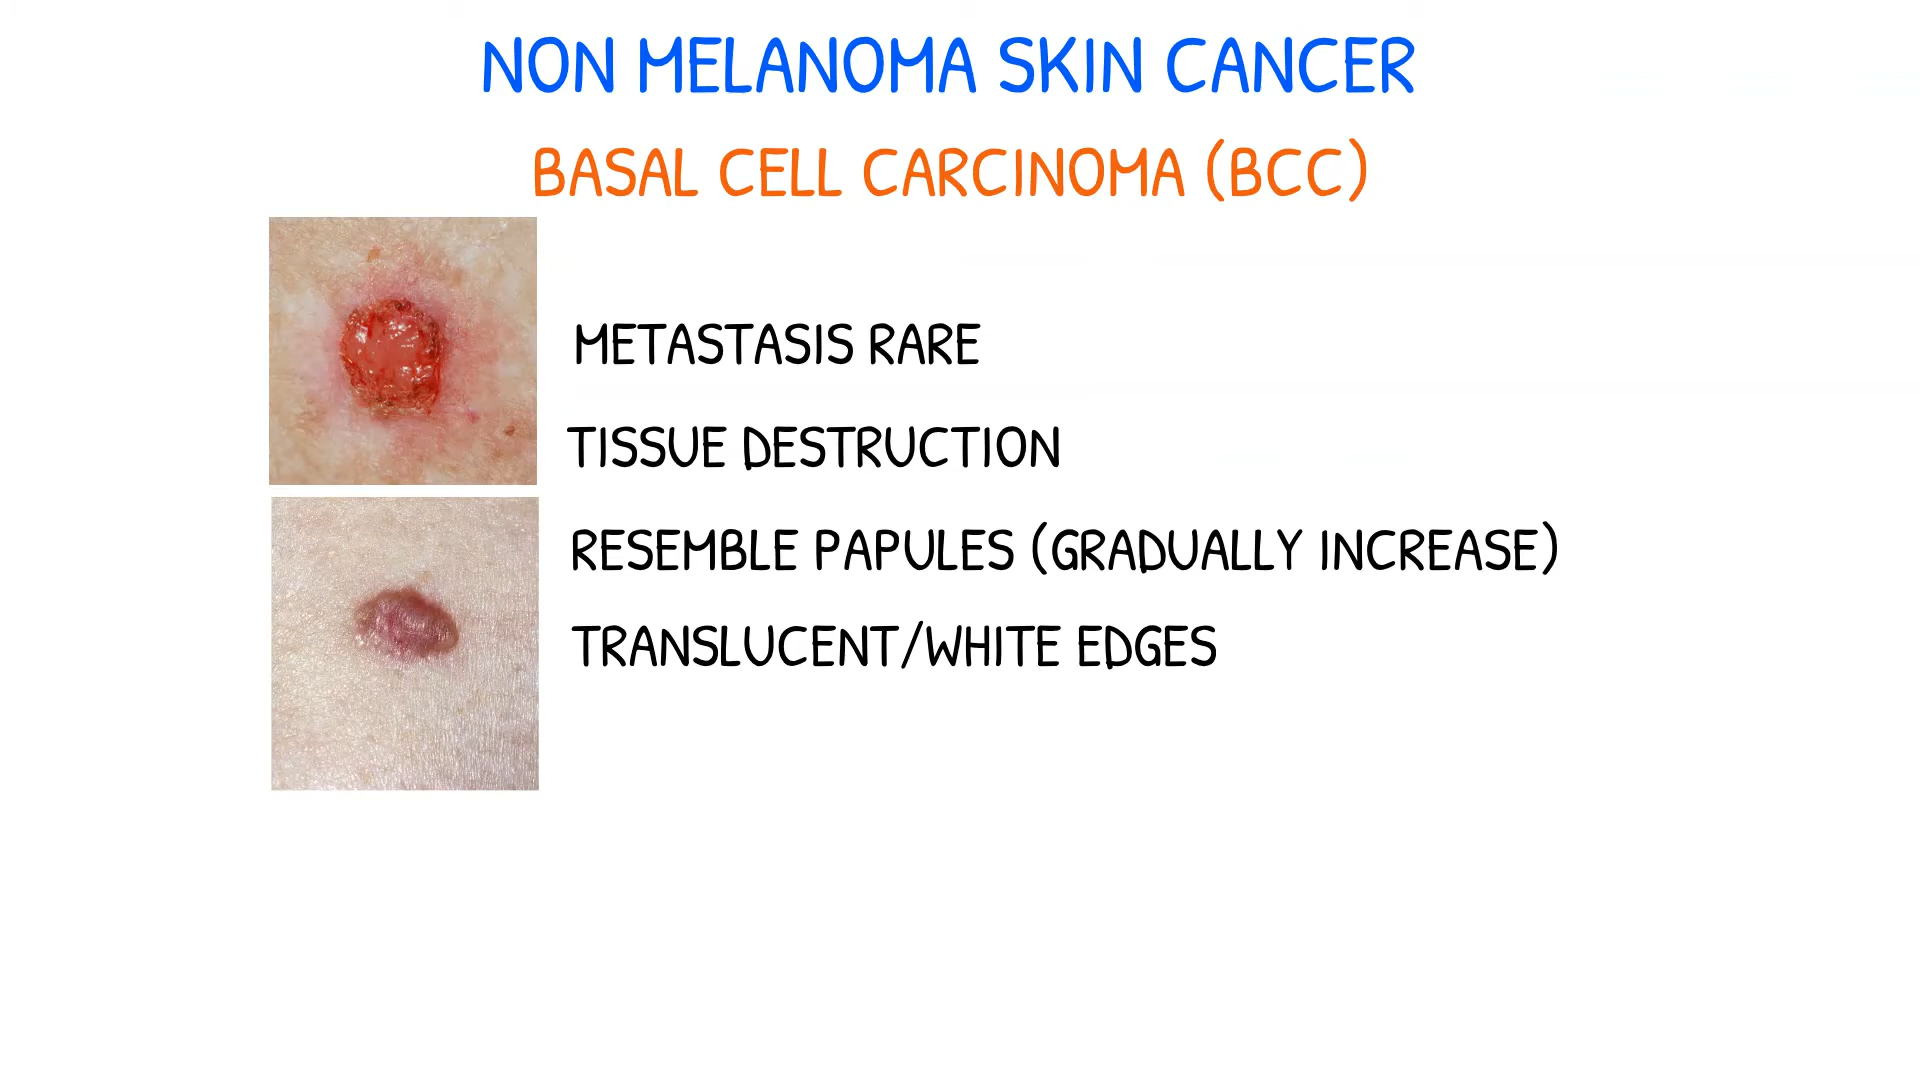 NON MELANOMA SKIN CANCER
BASAL CELL CARCINOMA (BCC)
METASTASIS RARE
TISSUE DESTRUCTION
RESEMBLE PAPULES (GRADUALLY INCREASE)
TRANSLUCENT/WHITE EDGES